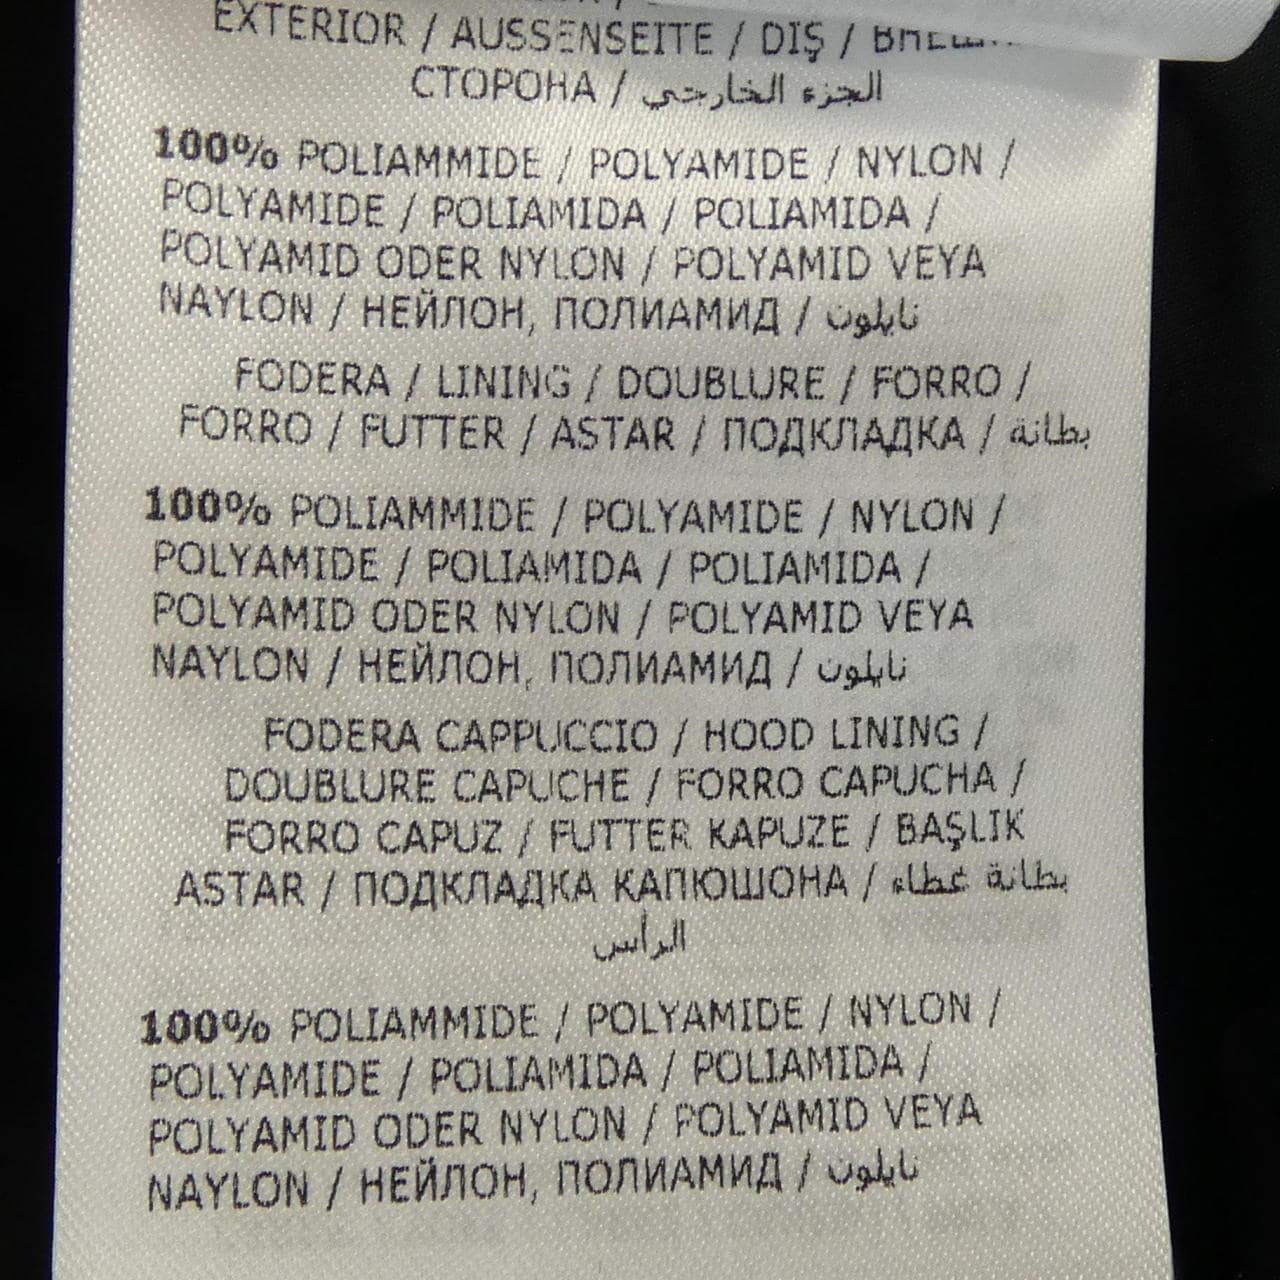 EXTERIOR / AUSSENSEITE / DIŞ /
СТОРОНА / الجزء الخارجي
100% POLIAMMIDE / POLYAMIDE / NYLON /
POLYAMIDE / POLIAMIDA / POLIAMIDA /
POLYAMID ODER NYLON / POLYAMID VEYA
NAYLON / НЕЙЛОН, ПОЛИАМИД / نايلون
FODERA / LINING / DOUBLURE / FORRO /
FORRO / FUTTER / ASTAR / ПОДКЛАДКА / بطانة
100% POLIAMMIDE / POLYAMIDE / NYLON /
POLYAMIDE / POLIAMIDA / POLIAMIDA /
POLYAMID ODER NYLON / POLYAMID VEYA
NAYLON / НЕЙЛОН, ПОЛИАМИД / نايلون
FODERA CAPPUCCIO / HOOD LINING /
DOUBLURE CAPUCHE / FORRO CAPUCHA /
FORRO CAPUZ / FUTTER KAPUZE / BAŞLIK
ASTAR / ПОДКЛАДКА КАПЮШОНА / بطانة غطاء
الرأس
100% POLIAMMIDE / POLYAMIDE / NYLON /
POLYAMIDE / POLIAMIDA / POLIAMIDA /
POLYAMID ODER NYLON / POLYAMID VEYA
NAYLON / НЕЙЛОН, ПОЛИАМИД / نايلون